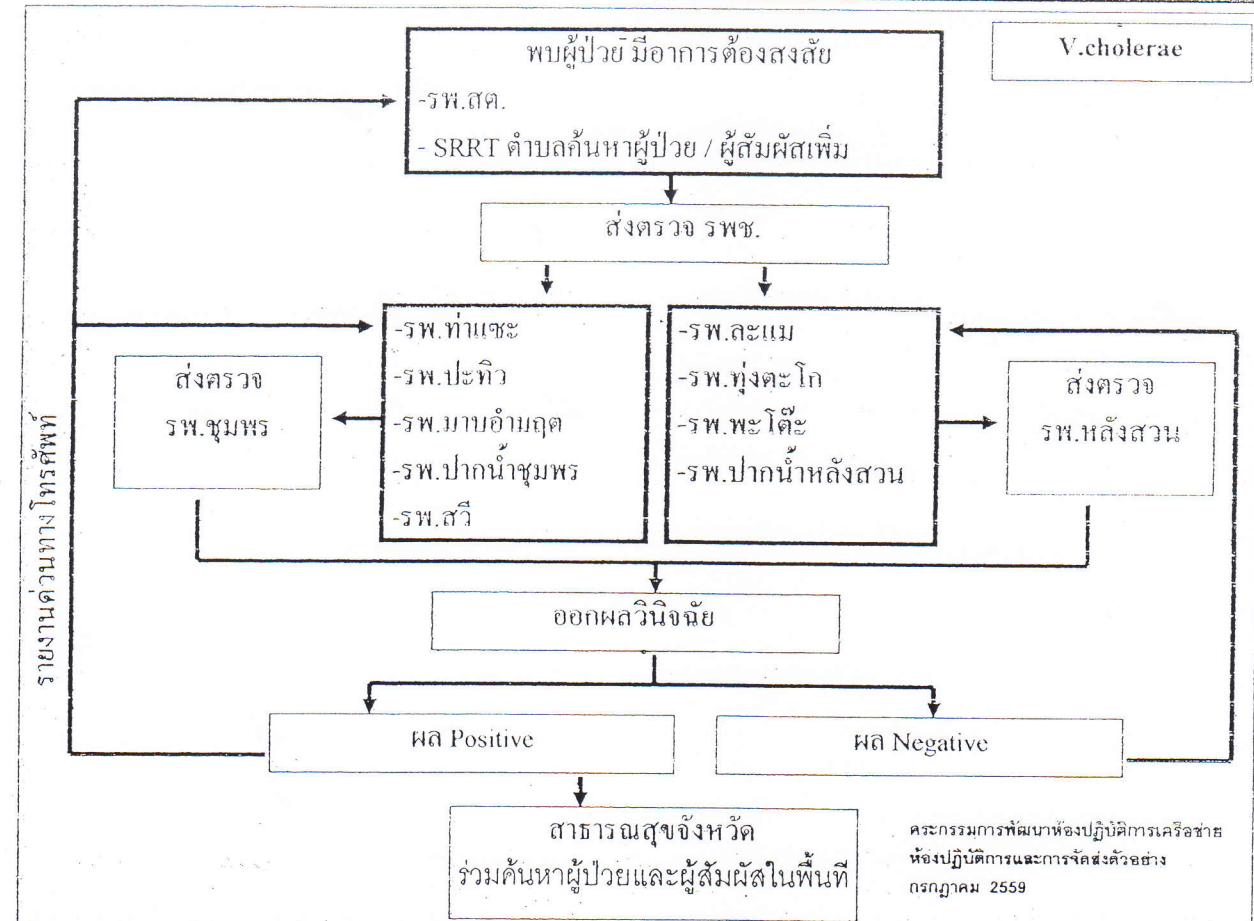 V.cholerae
พบผู้ป่วย มีอาการต้องสงสัย
-รพ.สต.
- SRRT ตำบลค้นหาผู้ป่วย / ผู้สัมผัสเพิ่ม
ส่งตรวจ รพช.
-รพ.ท่าแซะ
-รพ.ปะทิว
-รพ.มาบอำมฤต
-รพ.ปากน้ำชุมพร
-รพ.สวี
-รพ.ละแม
-รพ.ทุ่งตะโก
-รพ.พะโต๊ะ
-รพ.ปากน้ำหลังสวน
ส่งตรวจ
รพ.ชุมพร
ส่งตรวจ
รพ.หลังสวน
รายงานด่วนทางโทรศัพท์
ออกผลวินิจฉัย
ผล Positive
ผล Negative
สาธารณสุขจังหวัด
ร่วมค้นหาผู้ป่วยและผู้สัมผัสในพื้นที่
คระกรรมการพัฒนาห้องปฏิบัติการเครือข่าย
ห้องปฏิบัติการและการจัดส่งตัวอย่าง
กรกฎาคม 2559